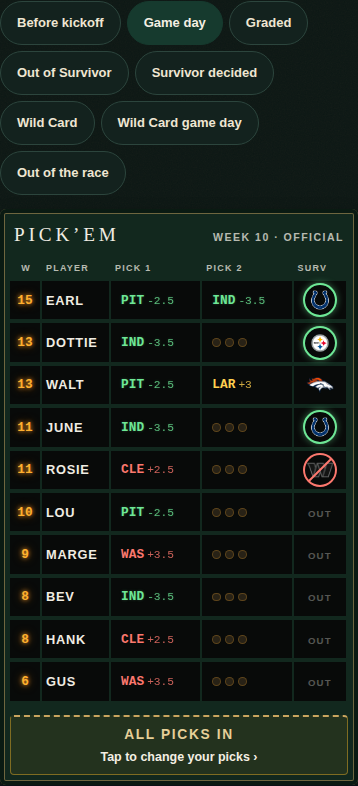 Before kickoff Game day Graded
Out of Survivor Survivor decided
Wild Card Wild Card game day
Out of the race
PICK’EM WEEK 10 · OFFICIAL
W PLAYER PICK 1 PICK 2 SURV
15 EARL PIT -2.5 IND -3.5
13 DOTTIE IND -3.5
13 WALT PIT -2.5 LAR +3
11 JUNE IND -3.5
11 ROSIE CLE +2.5
10 LOU PIT -2.5 OUT
9 MARGE WAS +3.5 OUT
8 BEV IND -3.5 OUT
8 HANK CLE +2.5 OUT
6 GUS WAS +3.5 OUT
ALL PICKS IN
Tap to change your picks ›